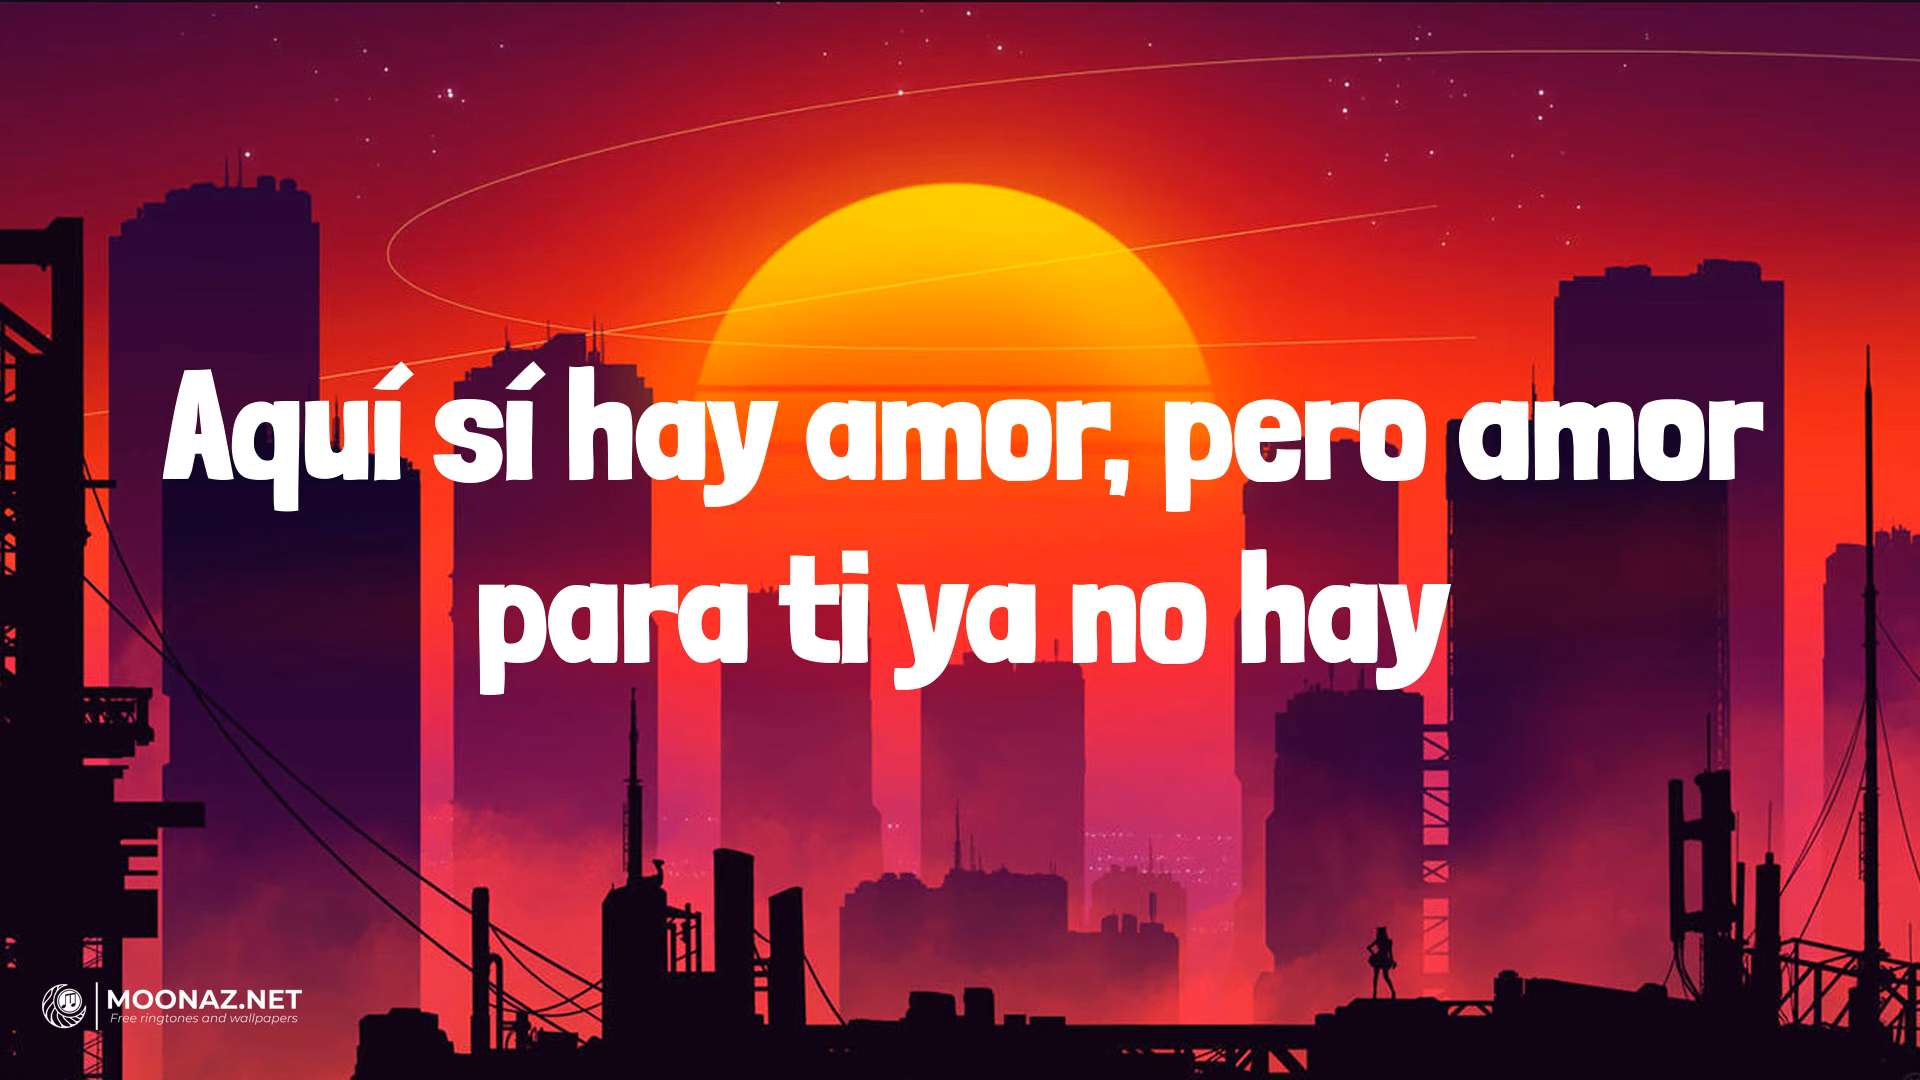 Aquí sí hay amor, pero amor
para ti ya no hay
MOONAZ.NET
Free ringtones and wallpapers